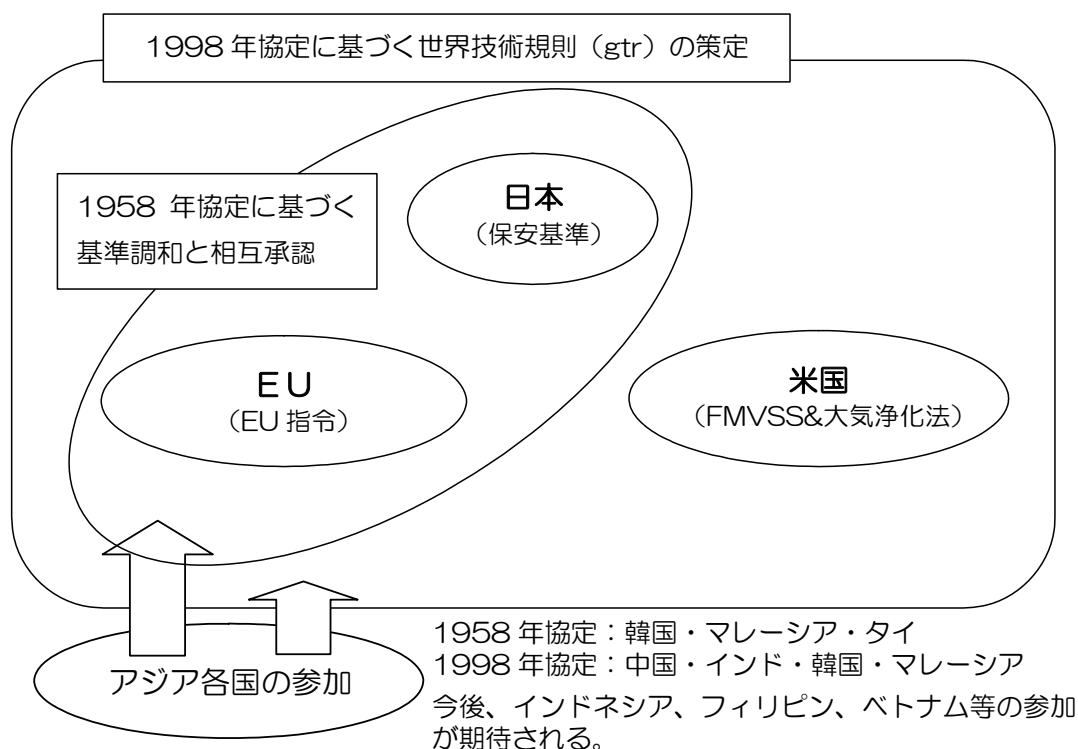 1998 年協定に基づく世界技術規則（gtr）の策定
1958 年協定に基づく
基準調和と相互承認
日本
（保安基準）
ＥＵ
（EU 指令）
米国
（FMVSS&大気浄化法）
アジア各国の参加
1958 年協定：韓国・マレーシア・タイ
1998 年協定：中国・インド・韓国・マレーシア
今後、インドネシア、フィリピン、ベトナム等の参加
が期待される。